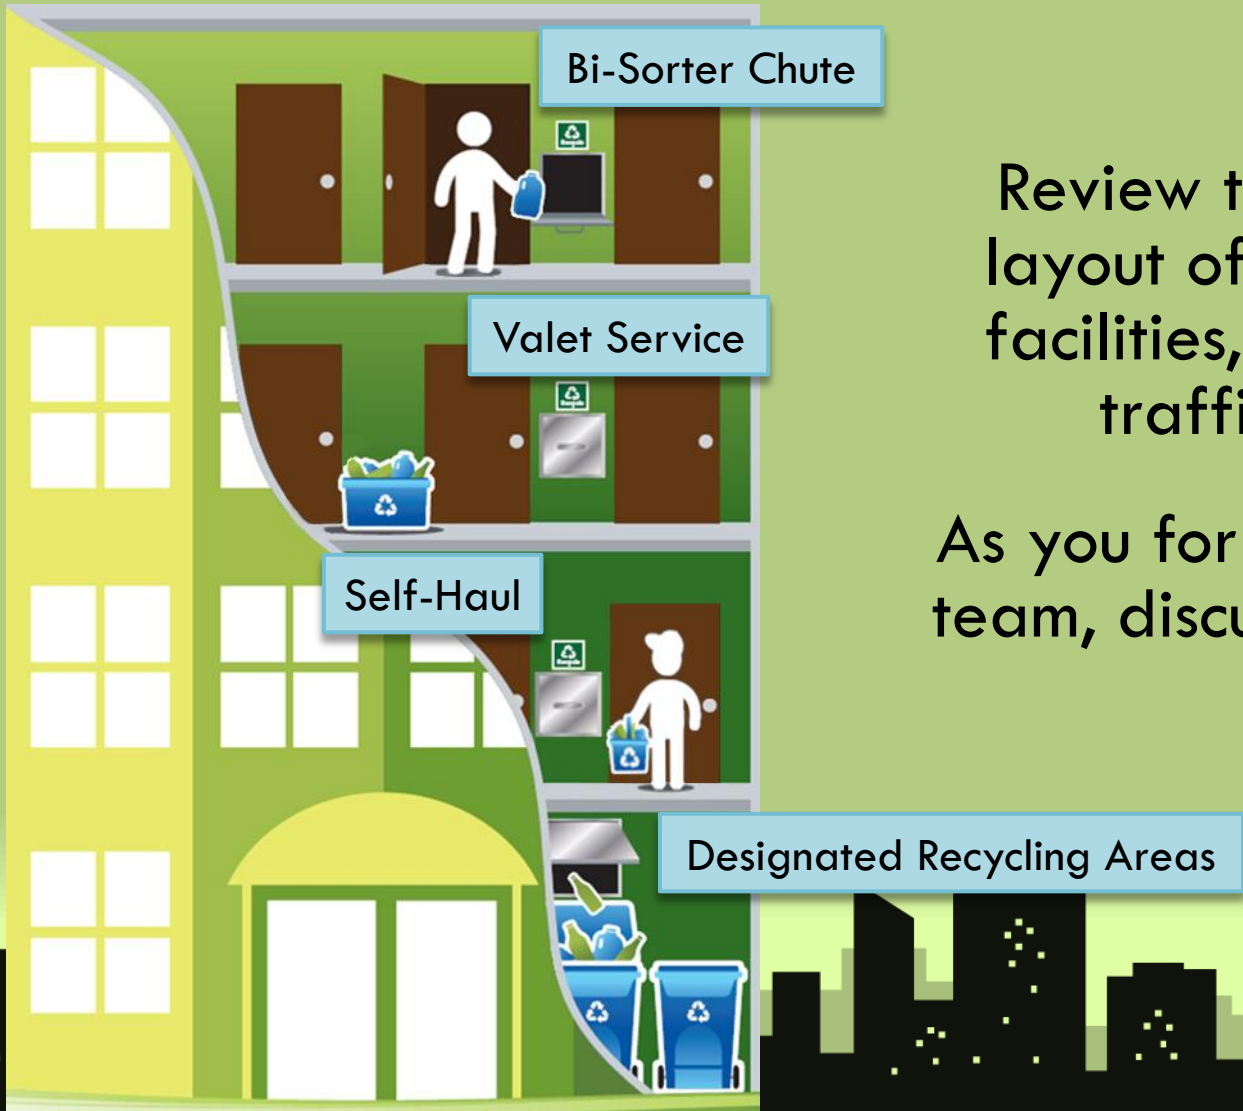 Bi-Sorter Chute
Valet Service
Self-Haul
Designated Recycling Areas
Review t
layout of
facilities,
traffi
As you for
team, discu